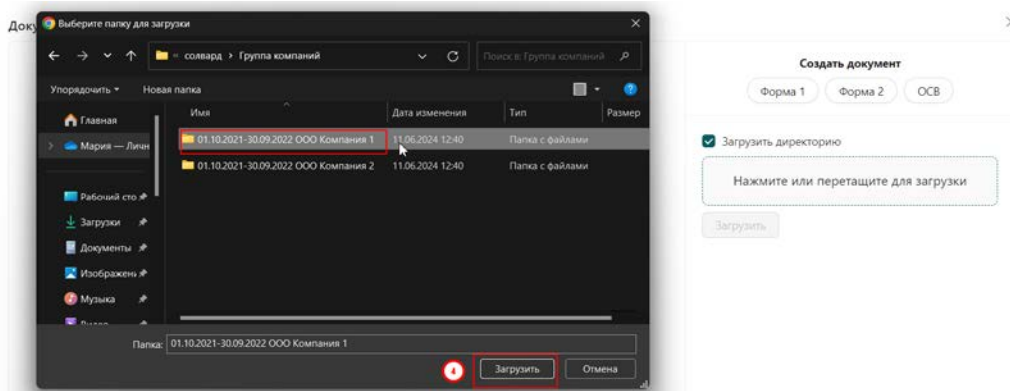 Доку
Выберите папку для загрузки
« солвард > Группа компаний
Поиск в: Группа компаний
Упорядочить
Новая папка
Имя
Дата изменения
Тип
Размер
Главная
Мария — Личн
Рабочий сто
Загрузки
Документы
Изображени
Музыка
Видео
01.10.2021-30.09.2022 ООО Компания 1
11.06.2024 12:40
Папка с файлами
01.10.2021-30.09.2022 ООО Компания 2
11.06.2024 12:40
Папка с файлами
Папка: 01.10.2021-30.09.2022 ООО Компания 1
4
Загрузить
Отмена
Создать документ
Форма 1
Форма 2
ОСВ
Загрузить директорию
Нажмите или перетащите для загрузки
Загрузить